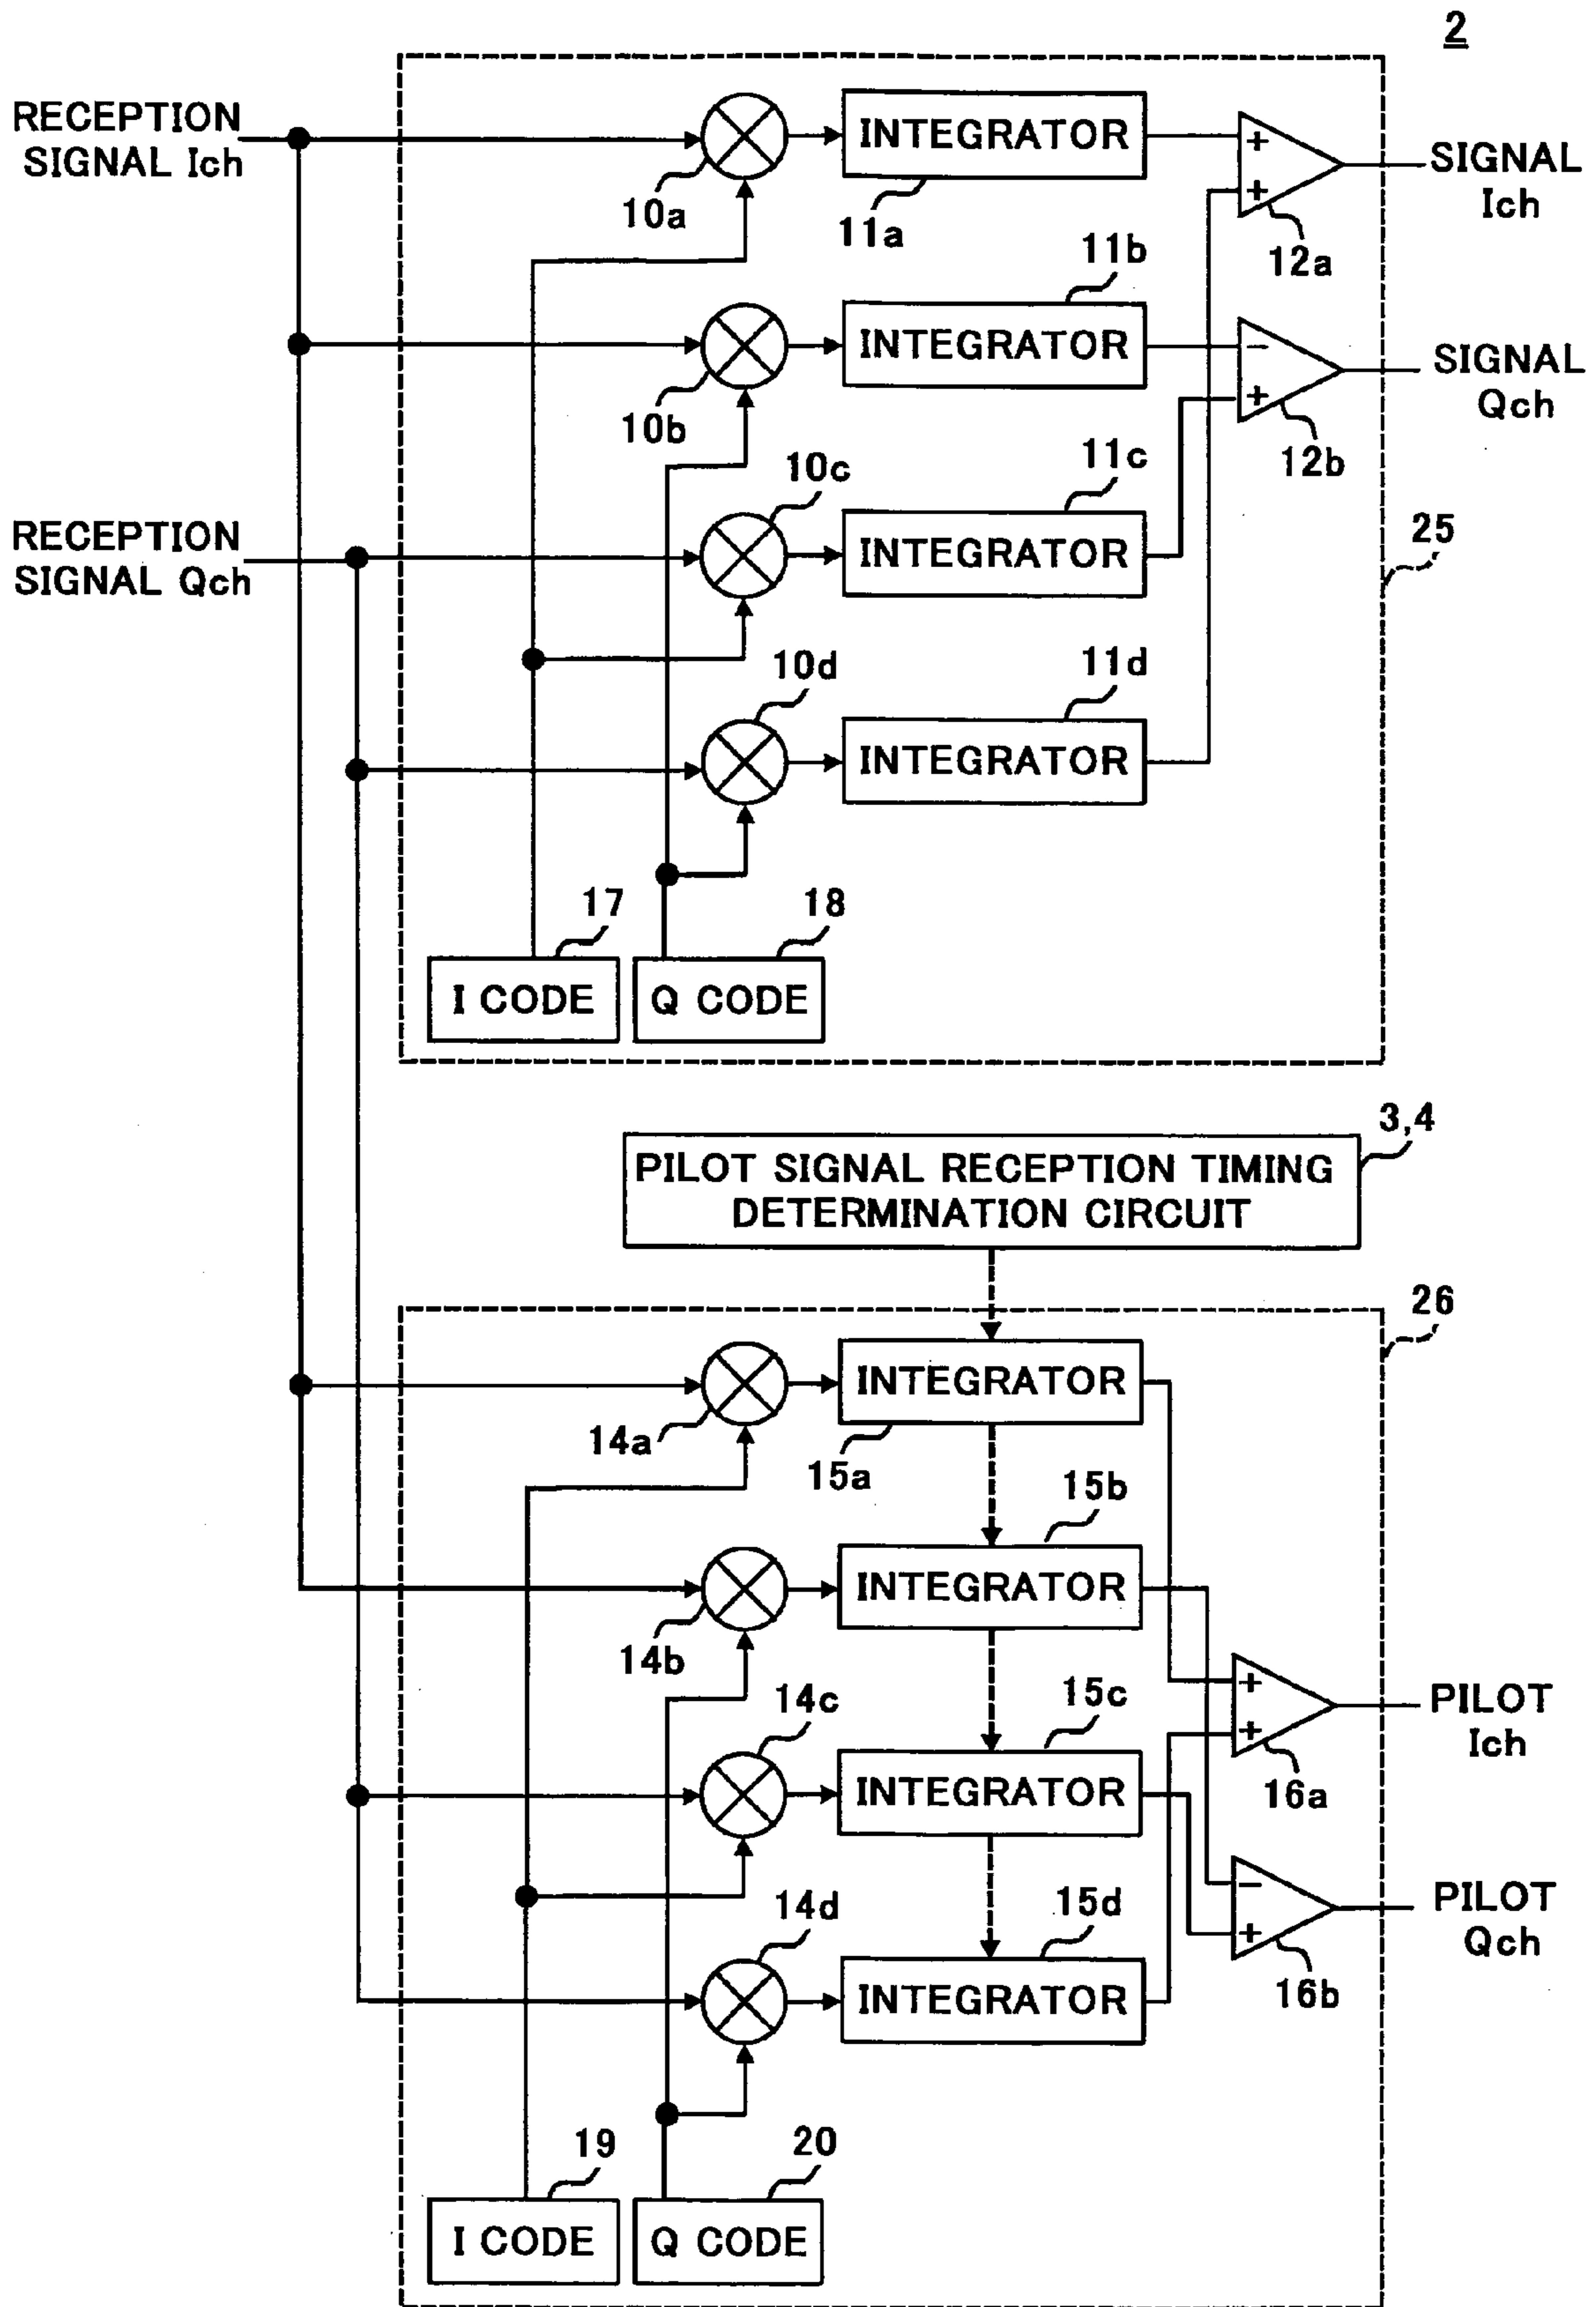 2
RECEPTION
SIGNAL Ich
INTEGRATOR
SIGNAL
Ich
10a
11a
12a
11b
INTEGRATOR
SIGNAL
Qch
10b
12b
10c
11c
RECEPTION
SIGNAL Qch
INTEGRATOR
25
10d
11d
INTEGRATOR
17
18
I CODE
Q CODE
3,4
PILOT SIGNAL RECEPTION TIMING
DETERMINATION CIRCUIT
26
INTEGRATOR
14a
15a
15b
INTEGRATOR
14b
14c
15c
PILOT
Ich
INTEGRATOR
16a
14d
15d
PILOT
Qch
INTEGRATOR
16b
19
20
I CODE
Q CODE